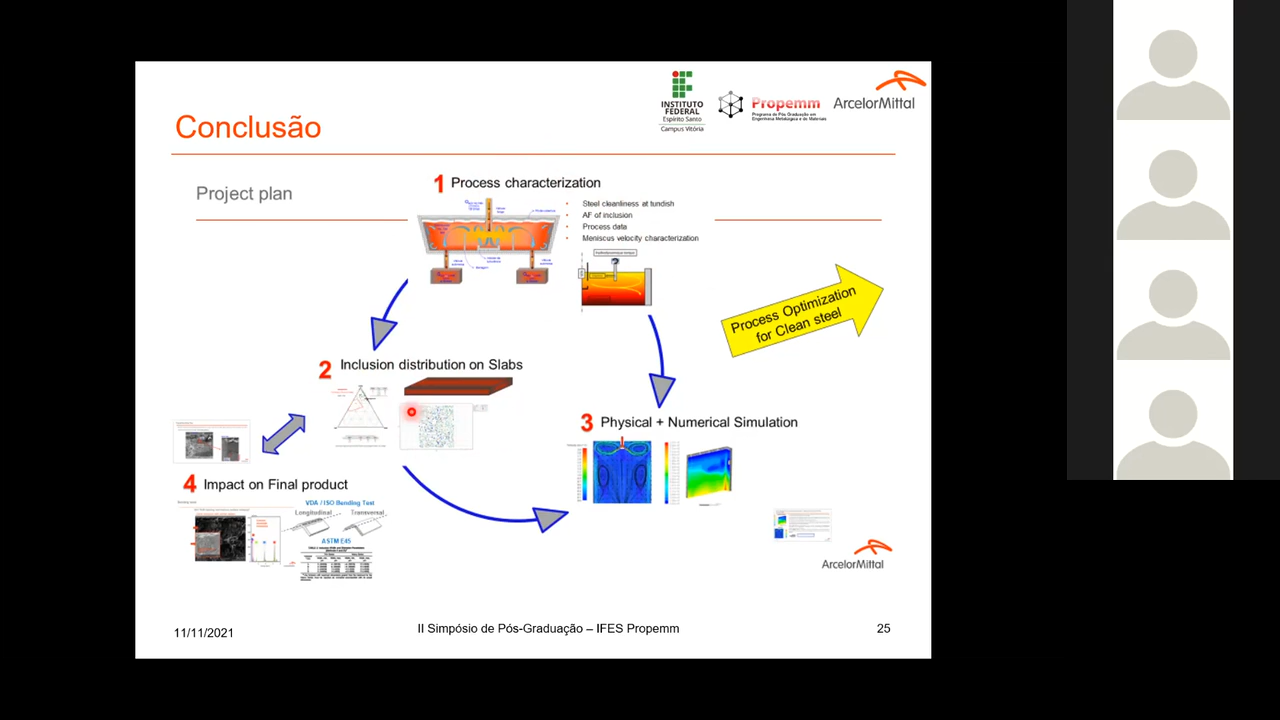 INSTITUTO
FEDERAL
Espírito Santo
Campus Vitória
Propemm
Programa de Pós-Graduação em
Engenharia Metalúrgica e de Materiais
ArcelorMittal
Conclusão
Project plan
1 Process characterization
• Steel cleanliness at tundish
• AF of inclusion
• Process data
• Meniscus velocity characterization
Process Optimization
for Clean steel
2 Inclusion distribution on Slabs
3 Physical + Numerical Simulation
4 Impact on Final product
VDA / ISO Bending Test
Longitudinal
Transversal
ASTM E45
ArcelorMittal
11/11/2021
II Simpósio de Pós-Graduação – IFES Propemm
25